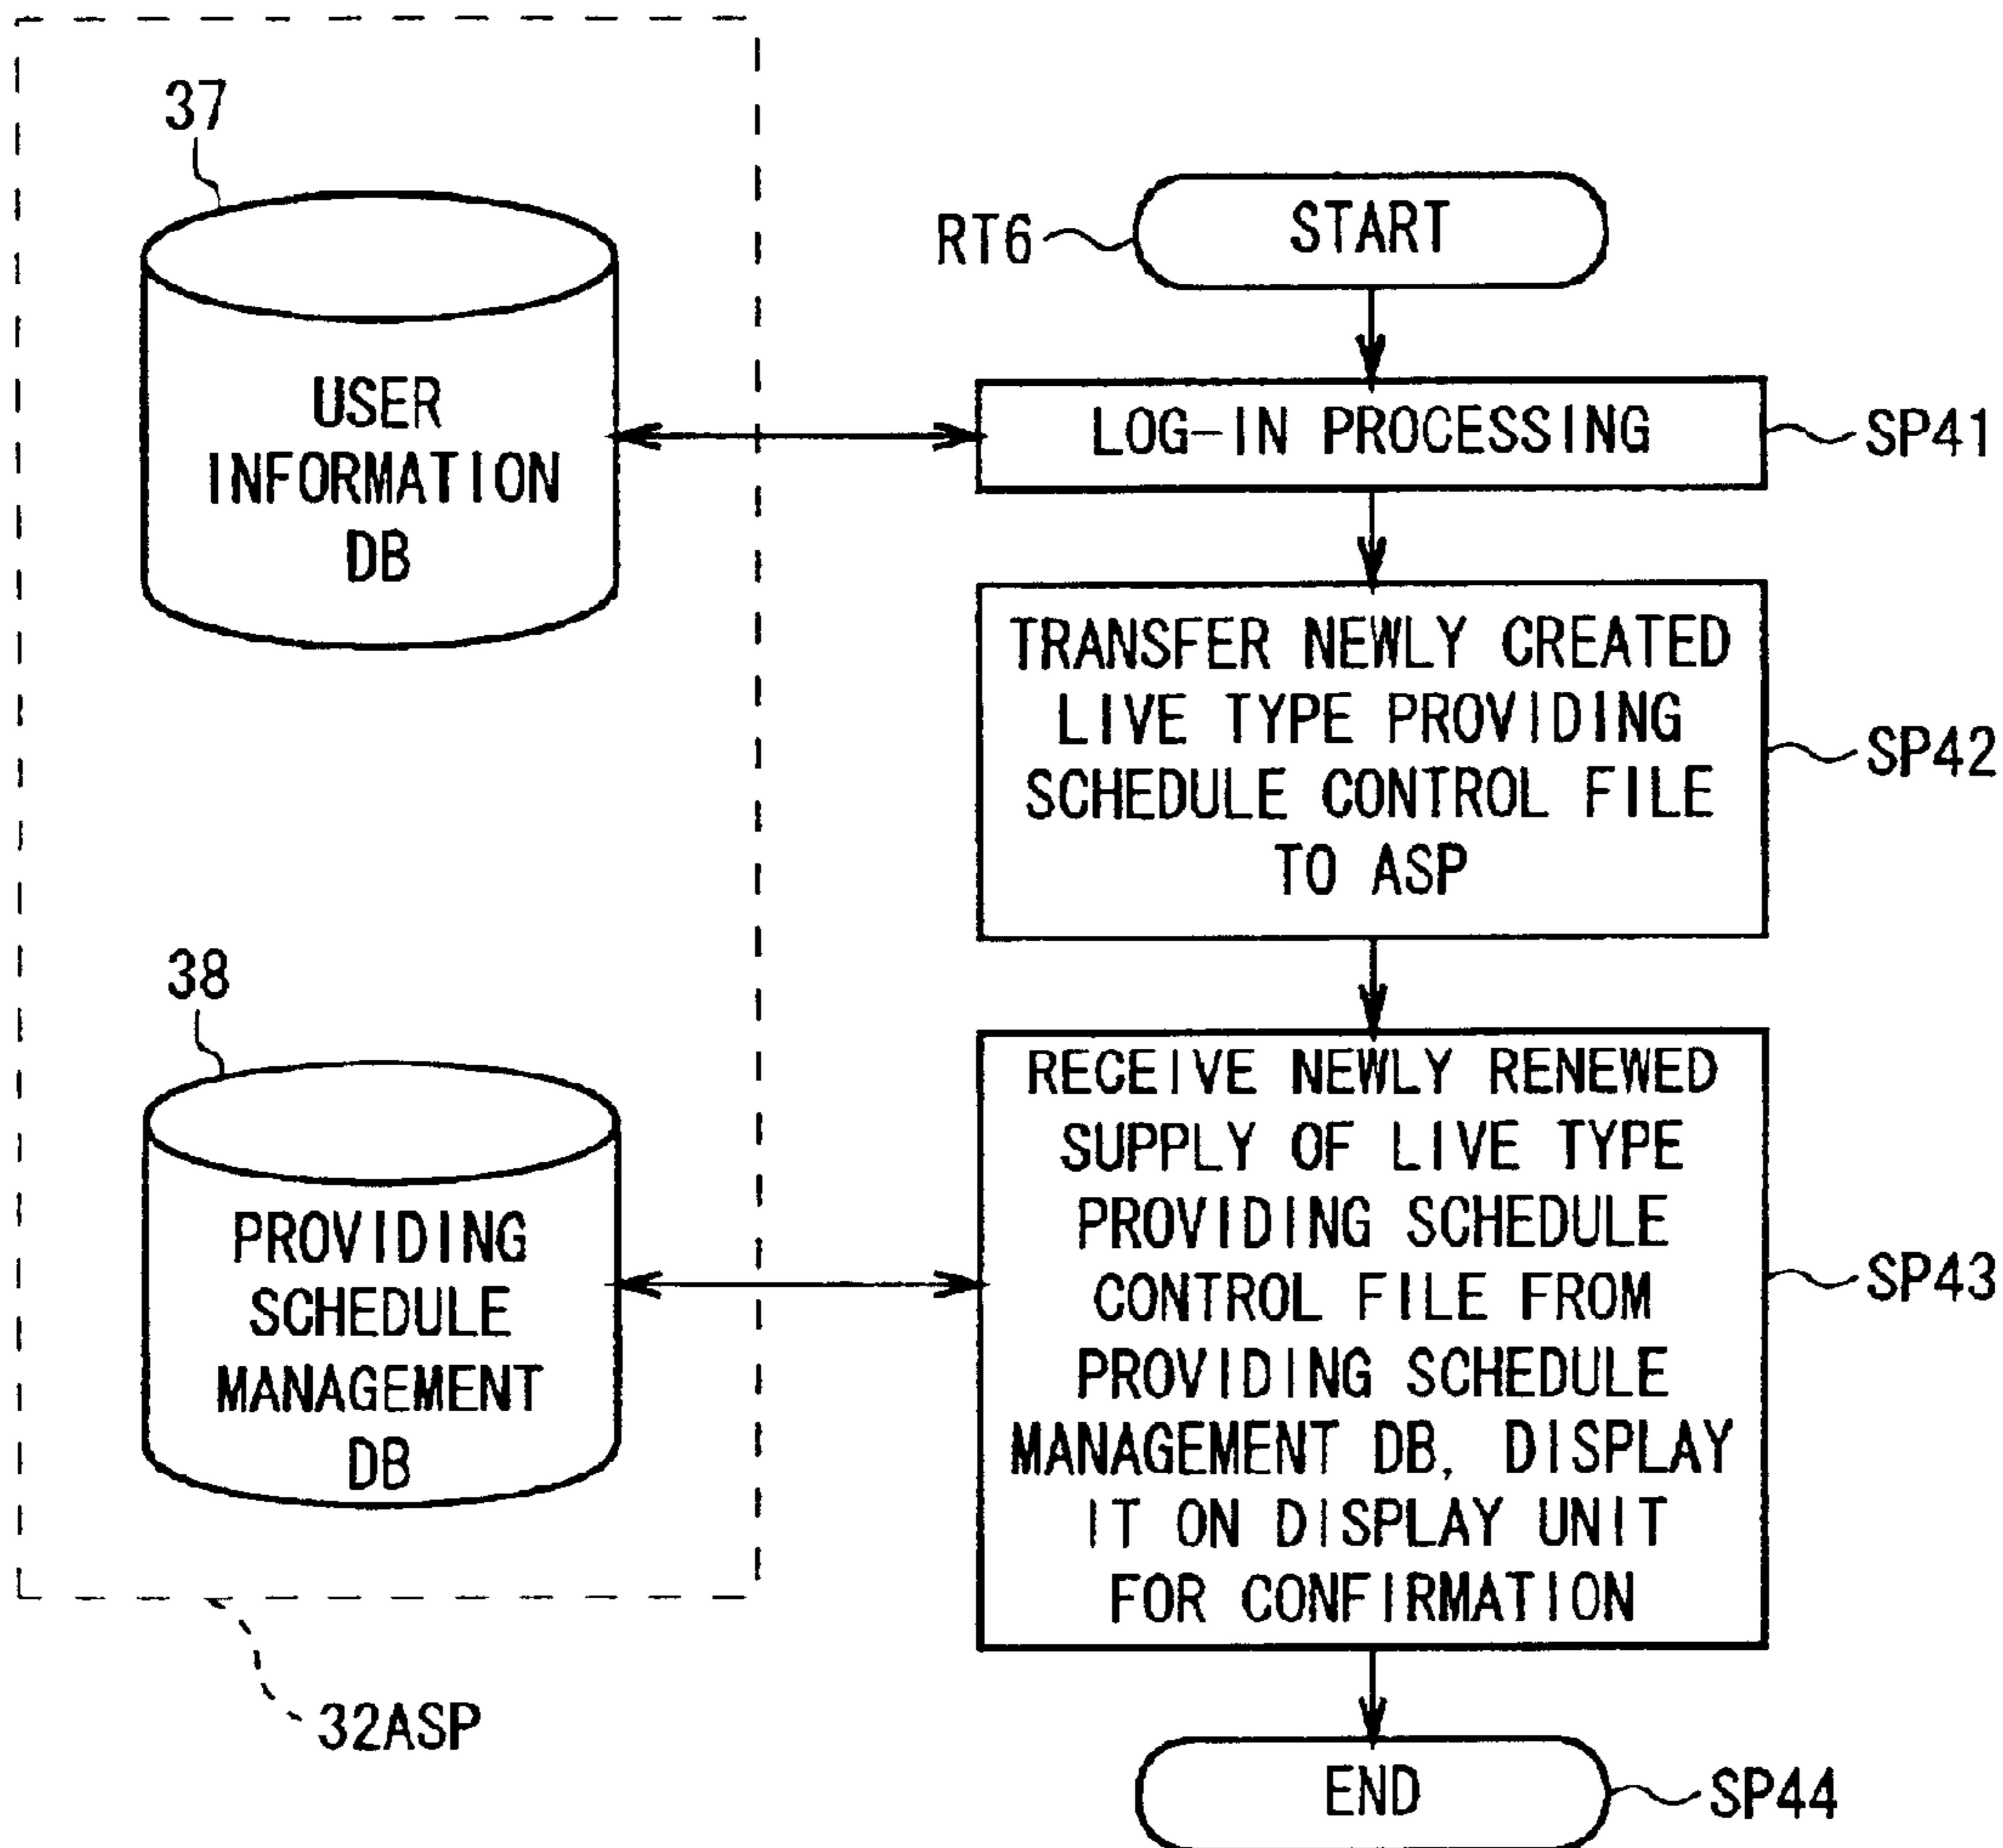 37
USER
INFORMATION
DB
38
PROVIDING
SCHEDULE
MANAGEMENT
DB
32ASP
RT6
START
LOG-IN PROCESSING
SP41
TRANSFER NEWLY CREATED
LIVE TYPE PROVIDING
SCHEDULE CONTROL FILE
TO ASP
SP42
RECEIVE NEWLY RENEWED
SUPPLY OF LIVE TYPE
PROVIDING SCHEDULE
CONTROL FILE FROM
PROVIDING SCHEDULE
MANAGEMENT DB, DISPLAY
IT ON DISPLAY UNIT
FOR CONFIRMATION
SP43
END
SP44